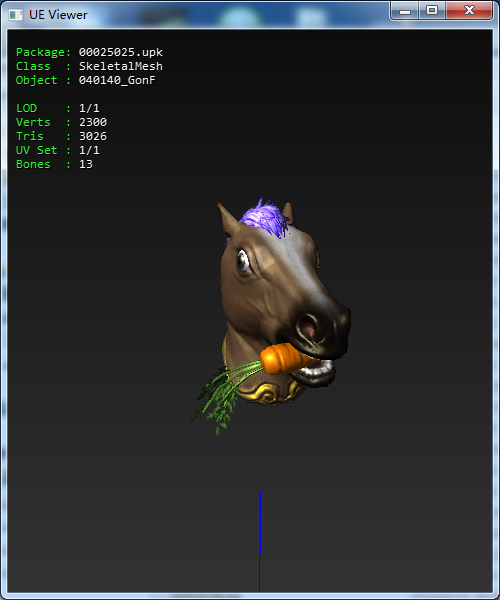 UE Viewer
Package: 00025025.upk
Class  : SkeletalMesh
Object : 040140_GonF
LOD    : 1/1
Verts  : 2300
Tris   : 3026
UV Set : 1/1
Bones  : 13